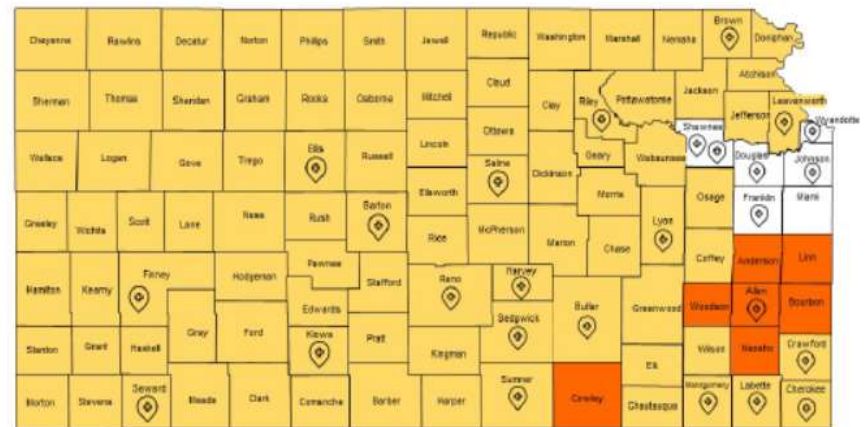 Cheyenne
Rawlins
Decatur
Norton
Phillips
Smith
Jewell
Republic
Washington
Marshall
Nemaha
Brown
Doniphan
Sherman
Thomas
Sheridan
Graham
Rooks
Osborne
Mitchell
Cloud
Clay
Riley
Pottawatomie
Jackson
Atchison
Jefferson
Leavenworth
Wyandotte
Ottawa
Shawnee
Douglas
Johnson
Wallace
Logan
Gove
Trego
Ellis
Russell
Lincoln
Saline
Dickinson
Geary
Wabaunsee
Ellsworth
Morris
Osage
Franklin
Miami
Greeley
Wichita
Scott
Lane
Ness
Rush
Barton
Rice
McPherson
Marion
Chase
Lyon
Coffey
Anderson
Linn
Hamilton
Kearny
Finney
Hodgeman
Pawnee
Stafford
Reno
Harvey
Butler
Greenwood
Woodson
Allen
Bourbon
Edwards
Sedgwick
Stanton
Grant
Haskell
Gray
Ford
Kiowa
Pratt
Kingman
Elk
Wilson
Neosho
Crawford
Morton
Stevens
Seward
Meade
Clark
Comanche
Barber
Harper
Sumner
Cowley
Chautauqua
Montgomery
Labette
Cherokee